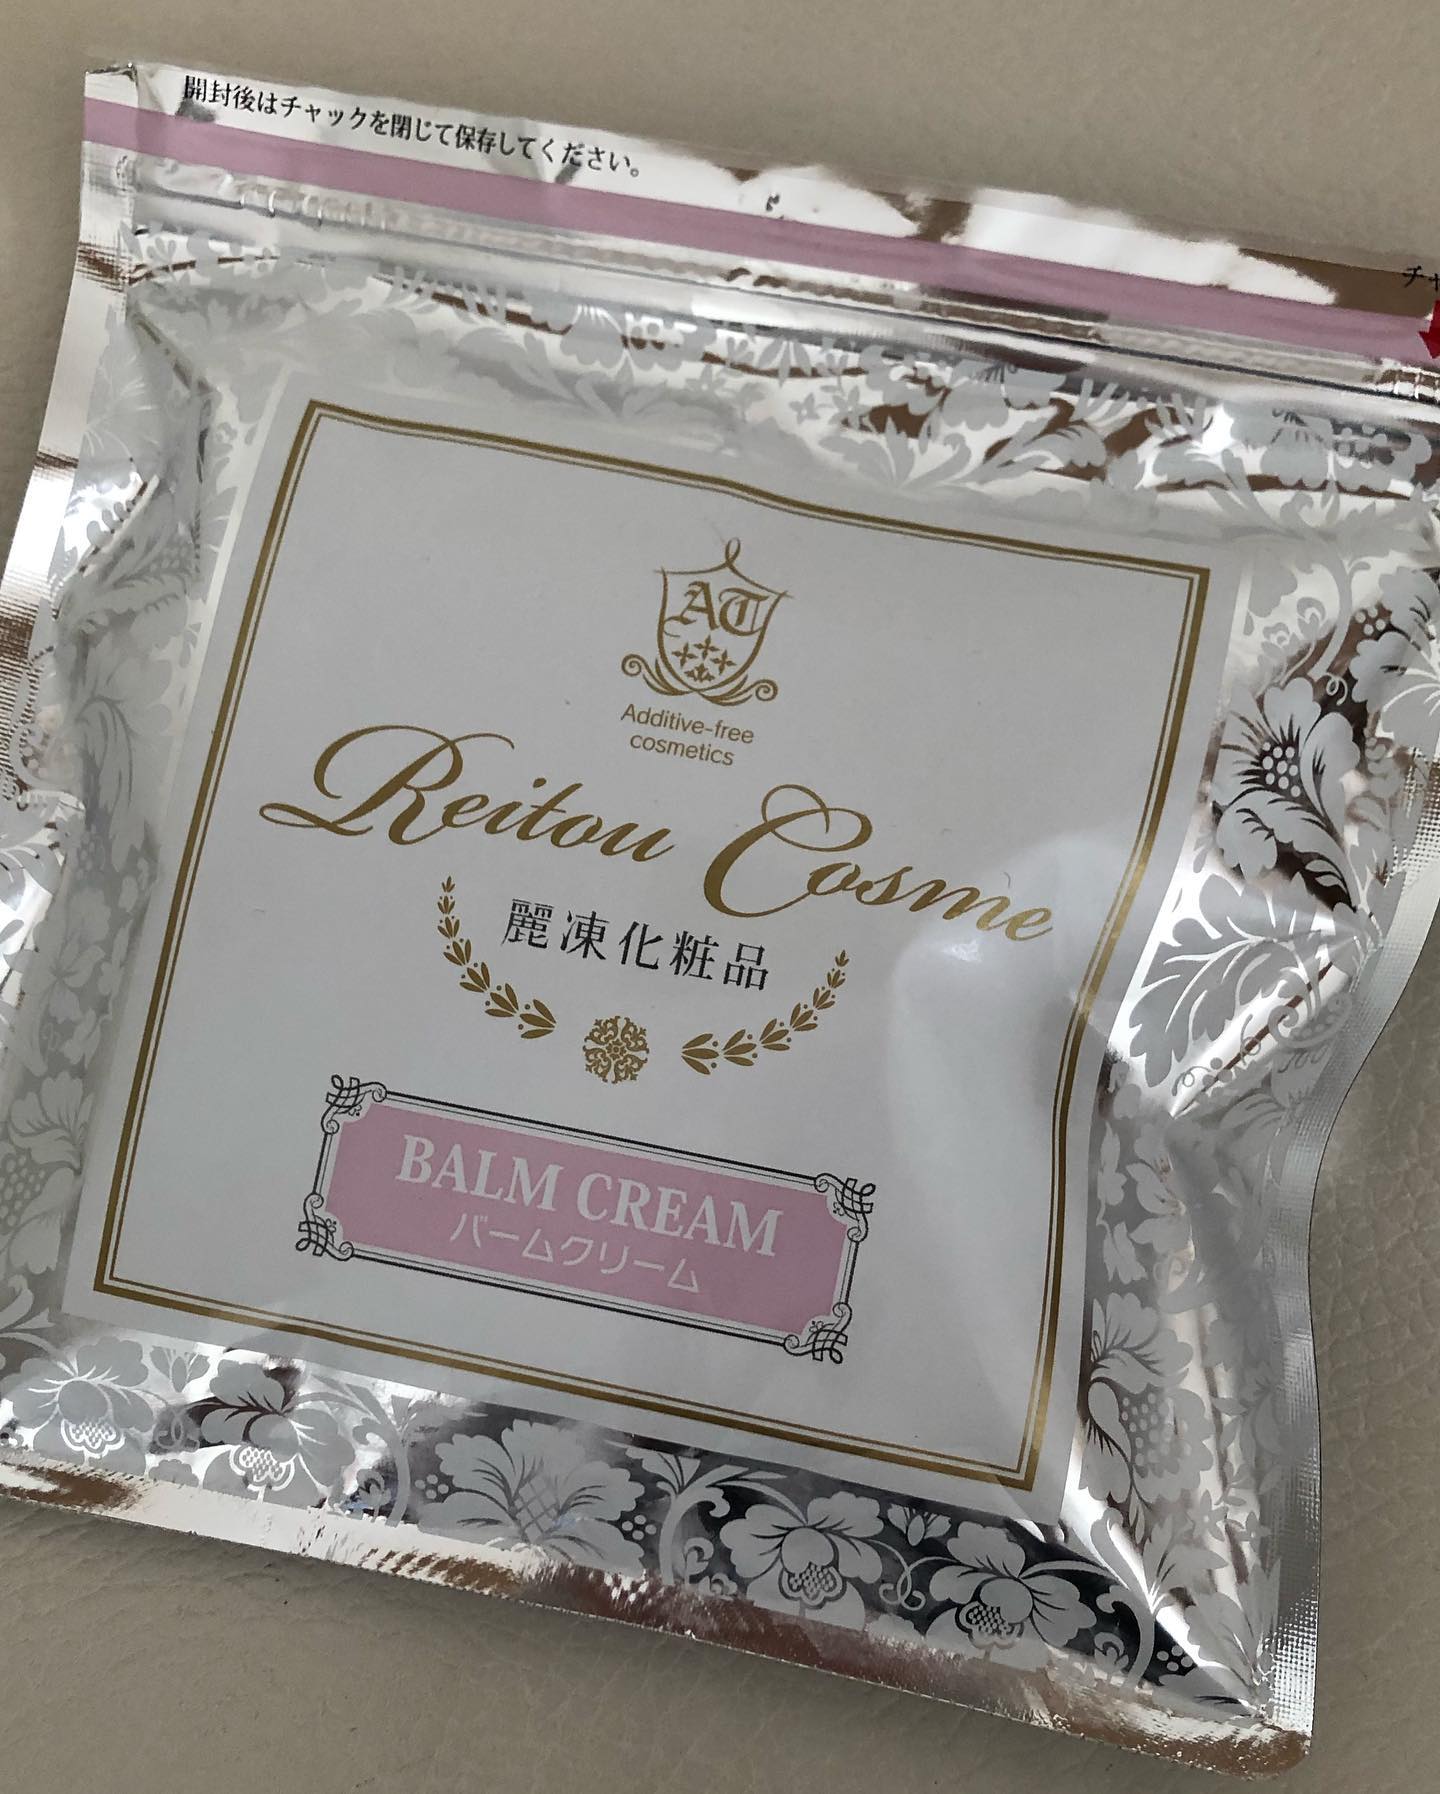 開封後はチャックを閉じて保存してください。
チャ
AT
Additive-free
cosmetics
Reitou Cosme
麗凍化粧品
BALM CREAM
バームクリーム